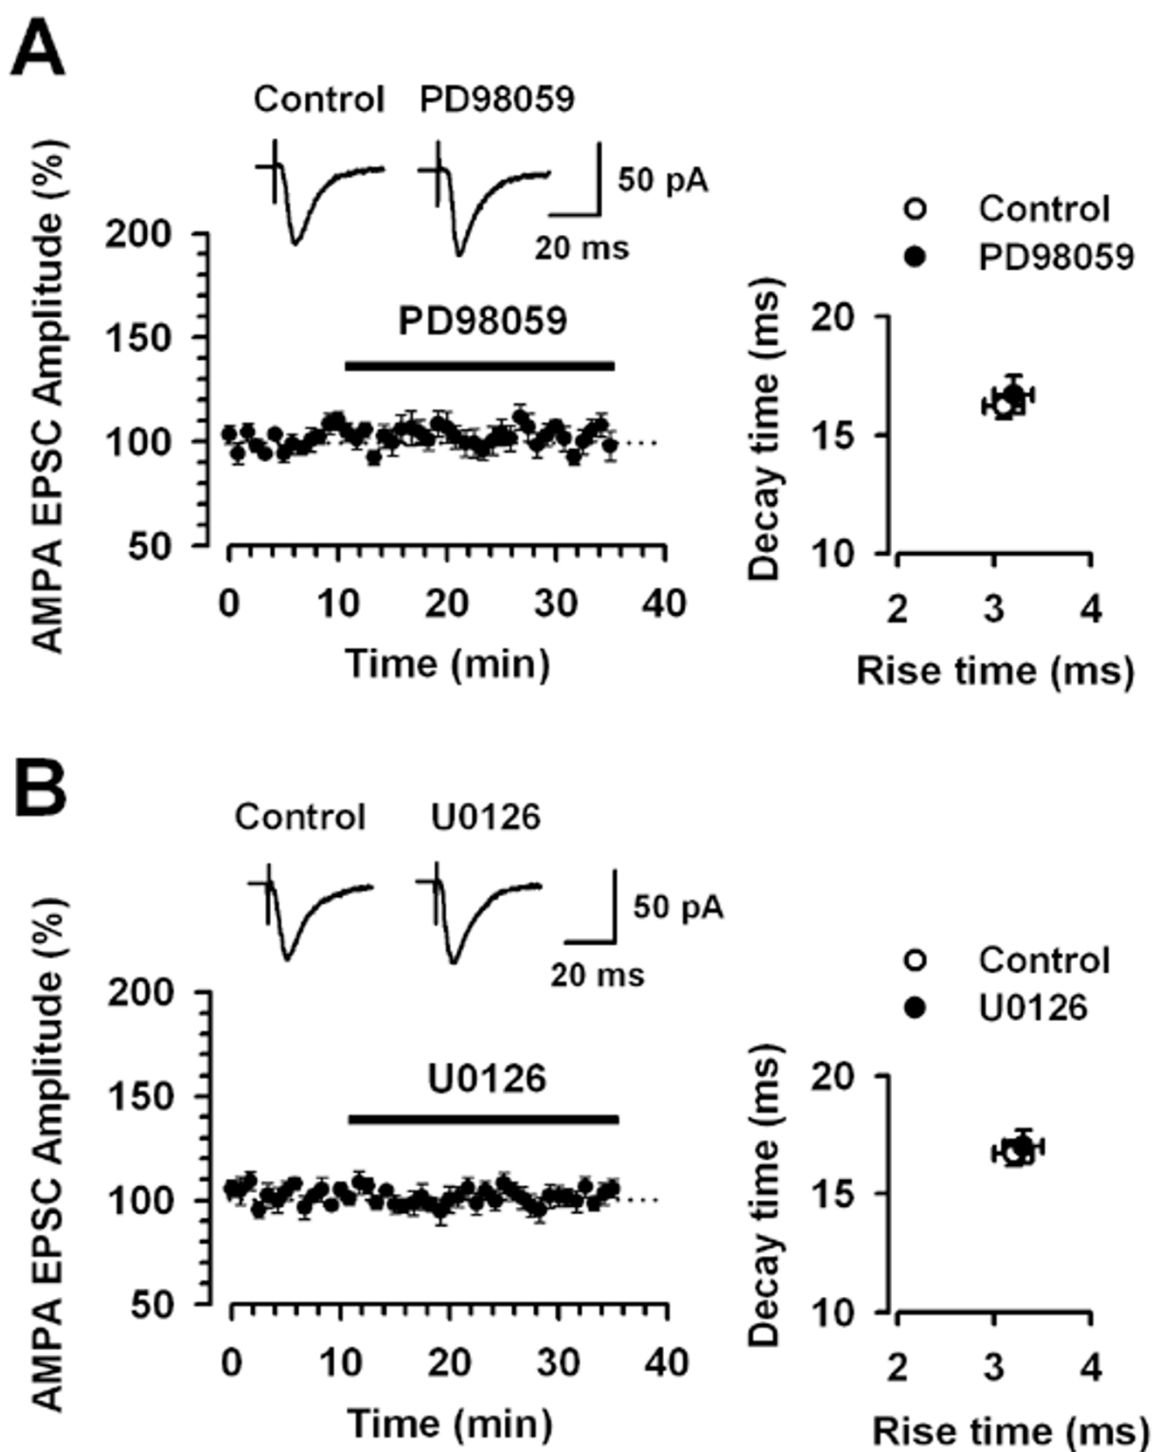 A
Control PD98059
50 pA
20 ms
AMPA EPSC Amplitude (%)
200
150
100
50
PD98059
0 10 20 30 40
Time (min)
Control
PD98059
Decay time (ms)
20
15
10
2 3 4
Rise time (ms)
B
Control U0126
50 pA
20 ms
AMPA EPSC Amplitude (%)
200
150
100
50
U0126
0 10 20 30 40
Time (min)
Control
U0126
Decay time (ms)
20
15
10
2 3 4
Rise time (ms)